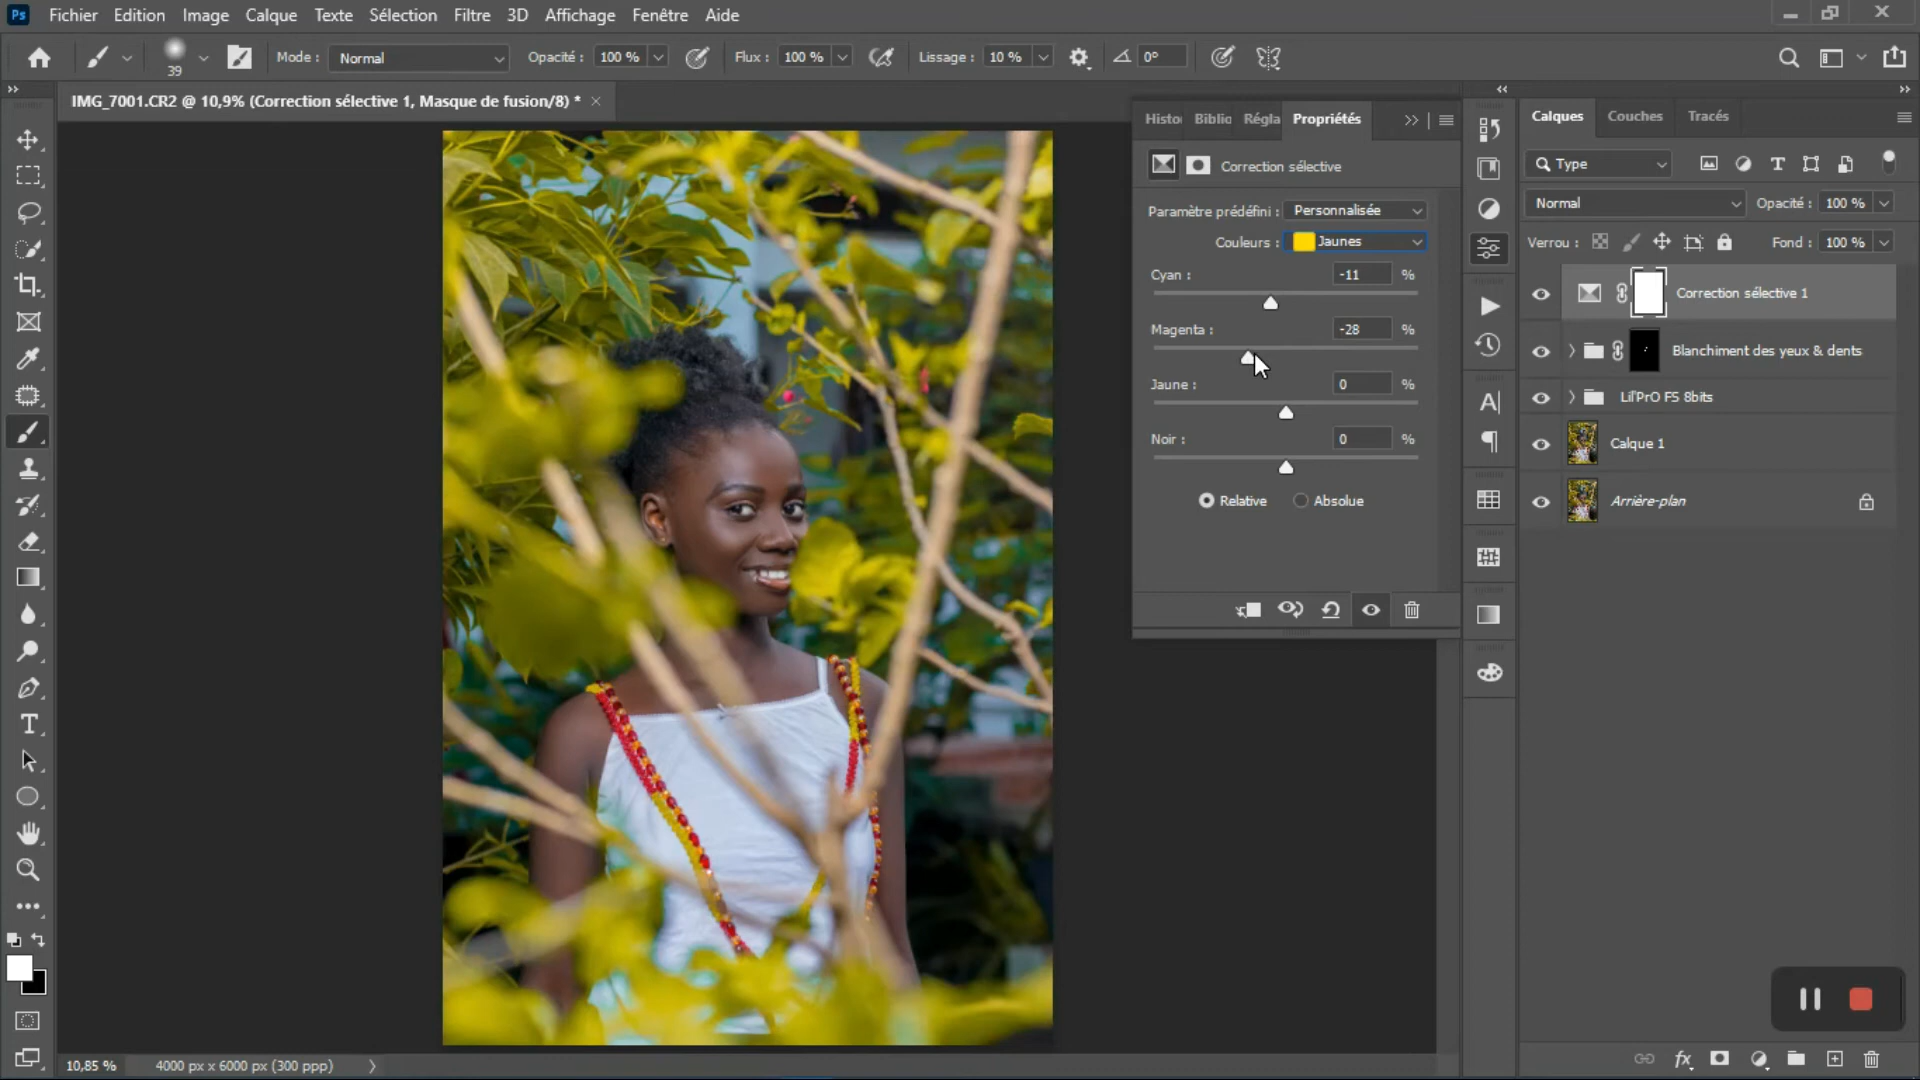 Ps Fichier Edition Image Calque Texte Sélection Filtre 3D Affichage Fenêtre Aide
39 Mode : Normal Opacité : 100 % Flux : 100 % Lissage : 10 % 0°
IMG_7001.CR2 @ 10,9% (Correction sélective 1, Masque de fusion/8) * ×
Histo Biblio Régla Propriétés
Correction sélective
Paramètre prédéfini : Personnalisée
Couleurs : Jaunes
Cyan : -11 %
Magenta : -28 %
Jaune : 0 %
Noir : 0 %
Relative Absolue
Calques Couches Tracés
Type
Normal Opacité : 100 %
Verrou : Fond : 100 %
Correction sélective 1
Blanchiment des yeux & dents
Lil'PrO FS 8bits
Calque 1
Arrière-plan
10,85 % 4000 px x 6000 px (300 ppp)